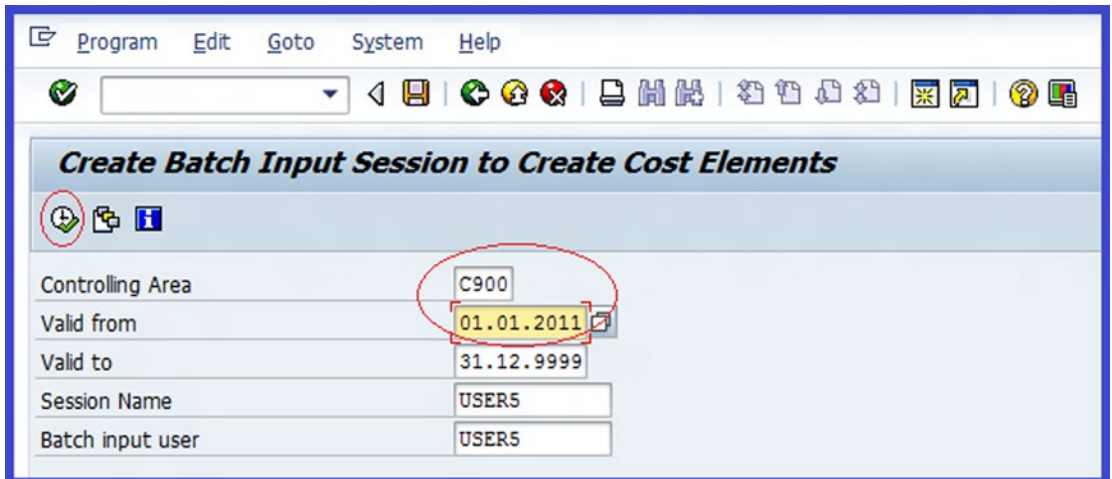 Program Edit Goto System Help
Create Batch Input Session to Create Cost Elements
Controlling Area C900
Valid from 01.01.2011
Valid to 31.12.9999
Session Name USER5
Batch input user USER5